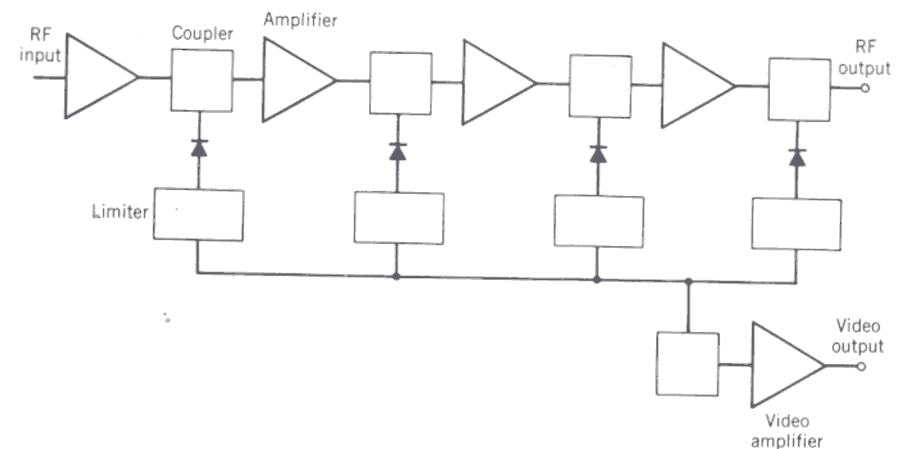 RF
input
Coupler
Amplifier
RF
output
Limiter
Video
output
Video
amplifier